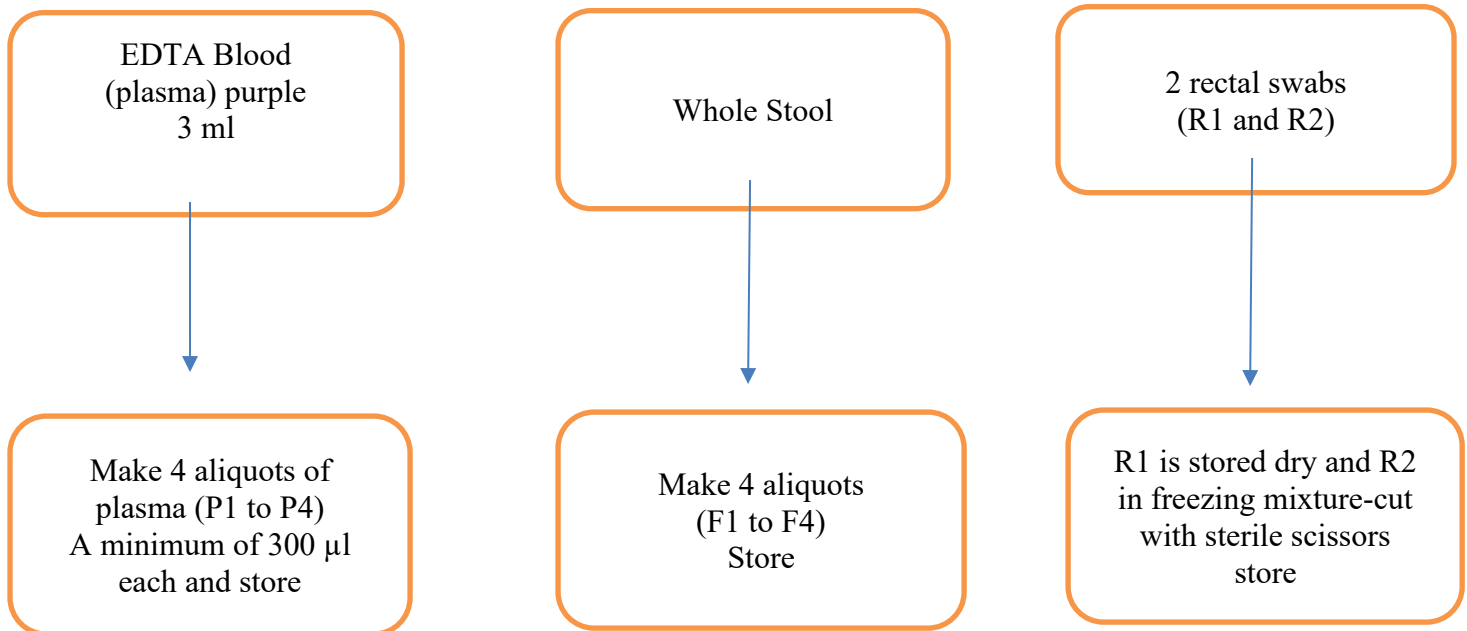 EDTA Blood
(plasma) purple
3 ml
Whole Stool
2 rectal swabs
(R1 and R2)
Make 4 aliquots of
plasma (P1 to P4)
A minimum of 300 µl
each and store
Make 4 aliquots
(F1 to F4)
Store
R1 is stored dry and R2
in freezing mixture-cut
with sterile scissors
store